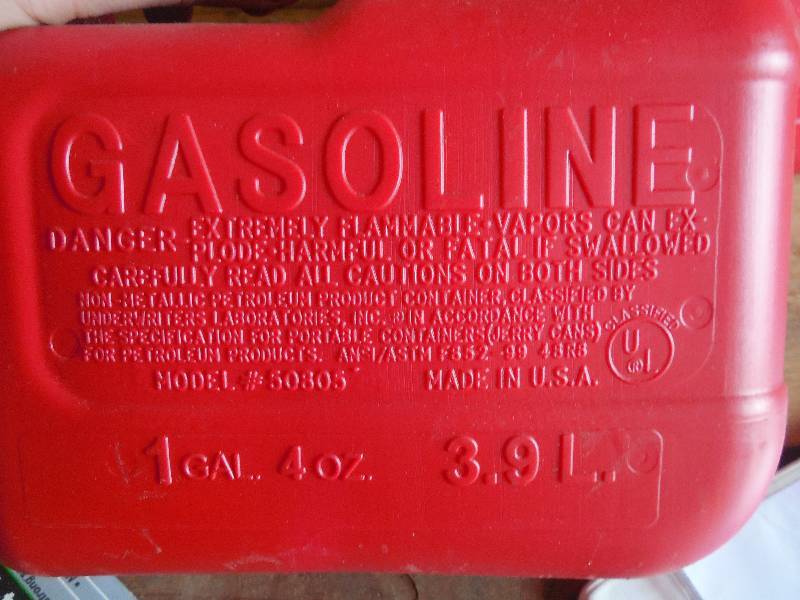 GASOLINE
DANGER - EXTREMELY FLAMMABLE - VAPORS CAN EX-
PLODE - HARMFUL OR FATAL IF SWALLOWED
CAREFULLY READ ALL CAUTIONS ON BOTH SIDES
NON-METALLIC PETROLEUM PRODUCT CONTAINER, CLASSIFIED BY
UNDERWRITERS LABORATORIES, INC.® IN ACCORDANCE WITH
THE SPECIFICATION FOR PORTABLE CONTAINERS (JERRY CANS)
FOR PETROLEUM PRODUCTS. ANSI/ASTM F852-99 48R8
CLASSIFIED
UL®
MODEL # 50805 MADE IN U.S.A.
1 GAL. 4 OZ. 3.9 L.